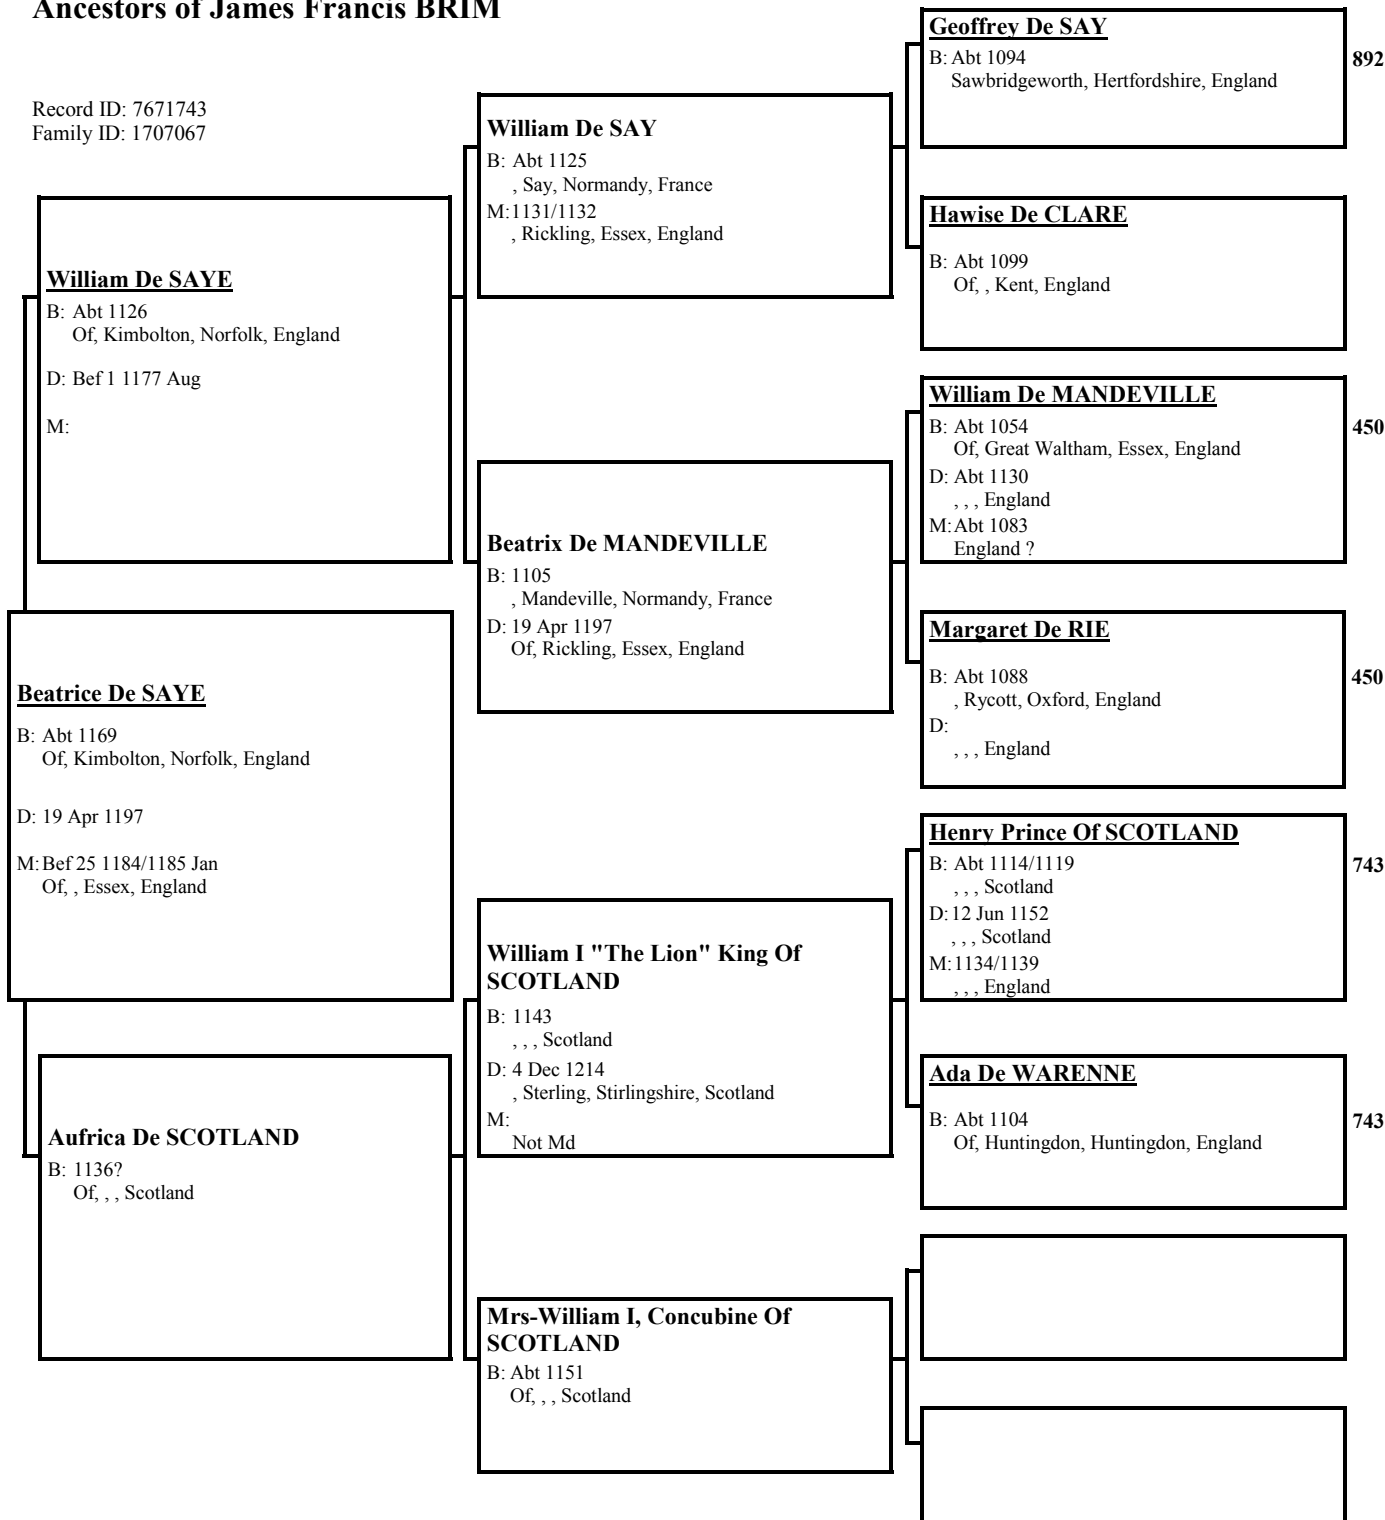 Ancestors of James Francis BRIM
Record ID: 7671743
Family ID: 1707067
William De SAYE
B: Abt 1126
Of, Kimbolton, Norfolk, England
D: Bef 1 1177 Aug
M:
Beatrice De SAYE
B: Abt 1169
Of, Kimbolton, Norfolk, England
D: 19 Apr 1197
M: Bef 25 1184/1185 Jan
Of, , Essex, England
Aufrica De SCOTLAND
B: 1136?
Of, , , Scotland
William De SAY
B: Abt 1125
, Say, Normandy, France
M:1131/1132
, Rickling, Essex, England
Beatrix De MANDEVILLE
B: 1105
, Mandeville, Normandy, France
D: 19 Apr 1197
Of, Rickling, Essex, England
William I "The Lion" King Of
SCOTLAND
B: 1143
, , , Scotland
D: 4 Dec 1214
, Sterling, Stirlingshire, Scotland
M:
Not Md
Mrs-William I, Concubine Of
SCOTLAND
B: Abt 1151
Of, , , Scotland
Geoffrey De SAY
B: Abt 1094
Sawbridgeworth, Hertfordshire, England
892
Hawise De CLARE
B: Abt 1099
Of, , Kent, England
William De MANDEVILLE
B: Abt 1054
Of, Great Waltham, Essex, England
D: Abt 1130
, , , England
M:Abt 1083
England ?
450
Margaret De RIE
B: Abt 1088
, Rycott, Oxford, England
D:
, , , England
450
Henry Prince Of SCOTLAND
B: Abt 1114/1119
, , , Scotland
D:12 Jun 1152
, , , Scotland
M:1134/1139
, , , England
743
Ada De WARENNE
B: Abt 1104
Of, Huntingdon, Huntingdon, England
743